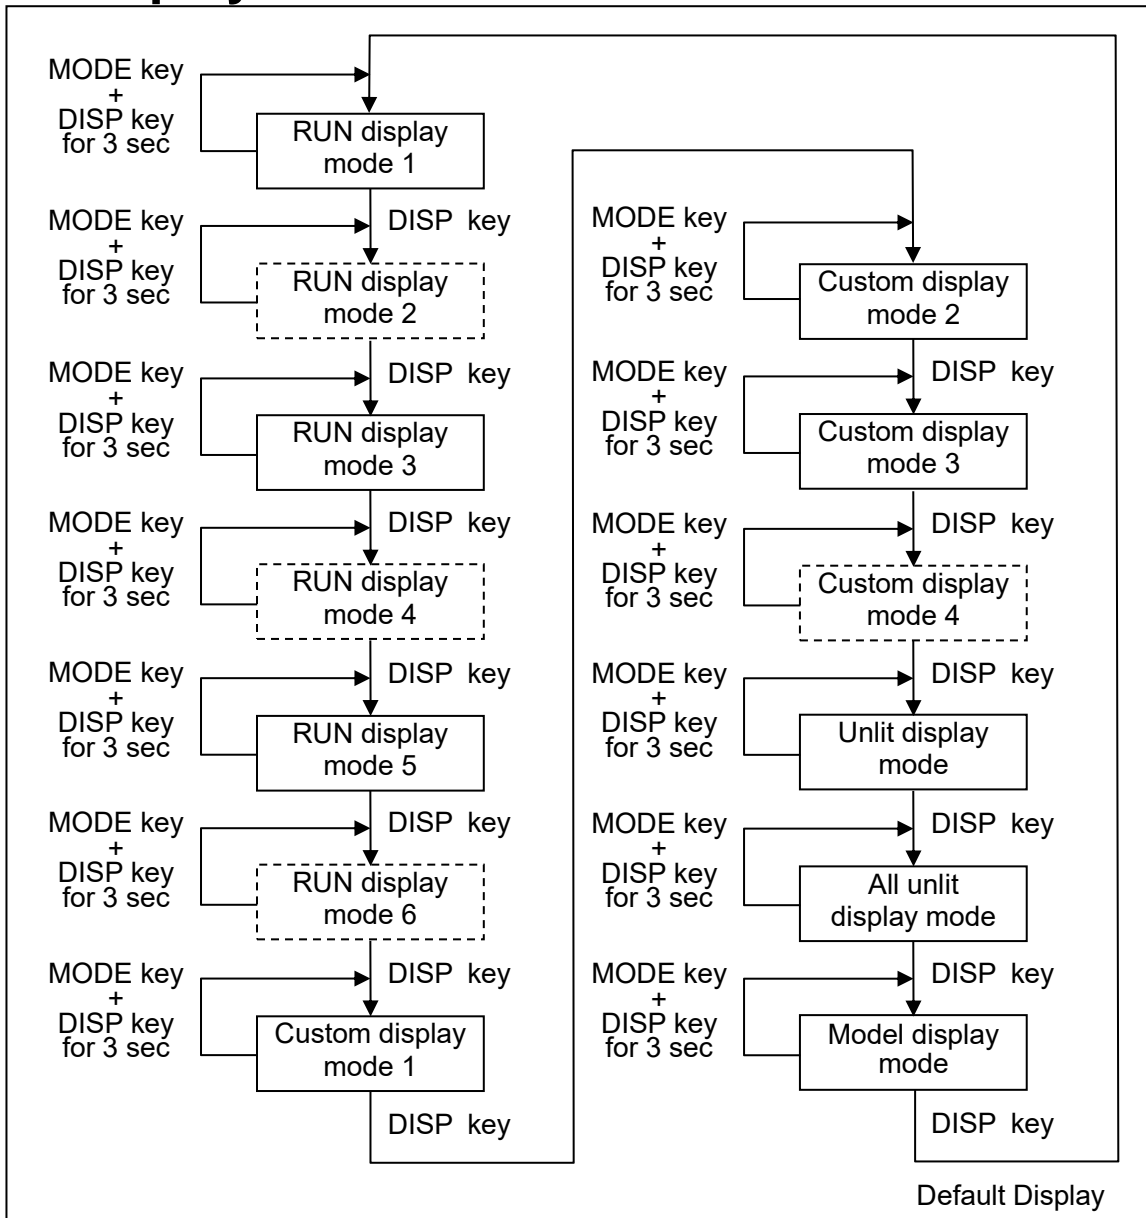 MODE key
+
DISP key
for 3 sec
RUN display
mode 1
DISP key
MODE key
+
DISP key
for 3 sec
RUN display
mode 2
DISP key
MODE key
+
DISP key
for 3 sec
RUN display
mode 3
DISP key
MODE key
+
DISP key
for 3 sec
RUN display
mode 4
DISP key
MODE key
+
DISP key
for 3 sec
RUN display
mode 5
DISP key
MODE key
+
DISP key
for 3 sec
RUN display
mode 6
DISP key
MODE key
+
DISP key
for 3 sec
Custom display
mode 1
DISP key
MODE key
+
DISP key
for 3 sec
Custom display
mode 2
DISP key
MODE key
+
DISP key
for 3 sec
Custom display
mode 3
DISP key
MODE key
+
DISP key
for 3 sec
Custom display
mode 4
DISP key
MODE key
+
DISP key
for 3 sec
Unlit display
mode
DISP key
MODE key
+
DISP key
for 3 sec
All unlit
display mode
DISP key
MODE key
+
DISP key
for 3 sec
Model display
mode
DISP key
Default Display